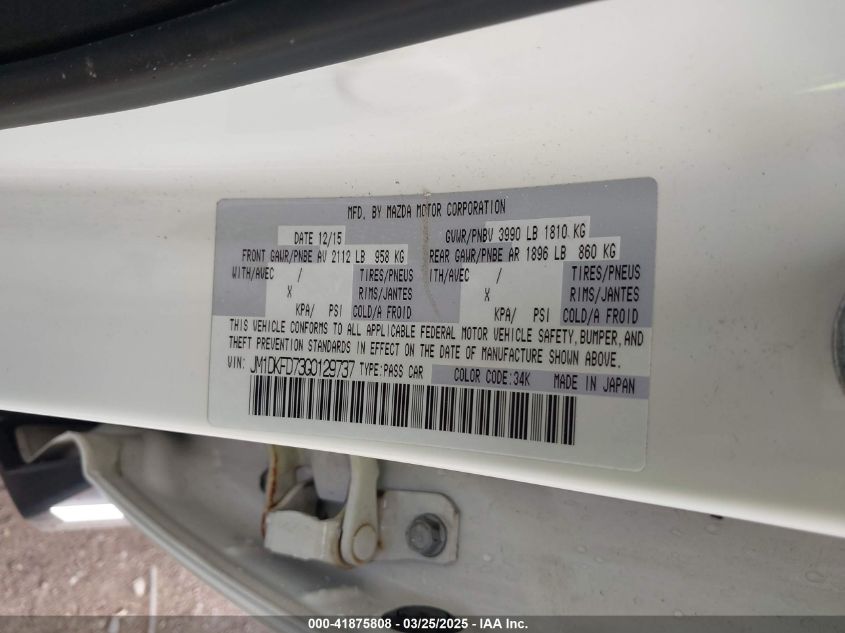 MFD. BY MAZDA MOTOR CORPORATION
DATE 12/15 GVWR/PNBV 3990 LB 1810 KG
FRONT GAWR/PNBE AV 2112 LB 958 KG REAR GAWR/PNBE AR 1896 LB 860 KG
WITH/AVEC / TIRES/PNEUS ITH/AVEC / TIRES/PNEUS
X RIMS/JANTES X RIMS/JANTES
KPA/ PSI COLD/A FROID KPA/ PSI COLD/A FROID
THIS VEHICLE CONFORMS TO ALL APPLICABLE FEDERAL MOTOR VEHICLE SAFETY, BUMPER, AND
THEFT PREVENTION STANDARDS IN EFFECT ON THE DATE OF MANUFACTURE SHOWN ABOVE.
VIN: JM1DKFD73G0129737 TYPE:PASS CAR COLOR CODE:34K MADE IN JAPAN
000-41875808 - 03/25/2025 - IAA Inc.